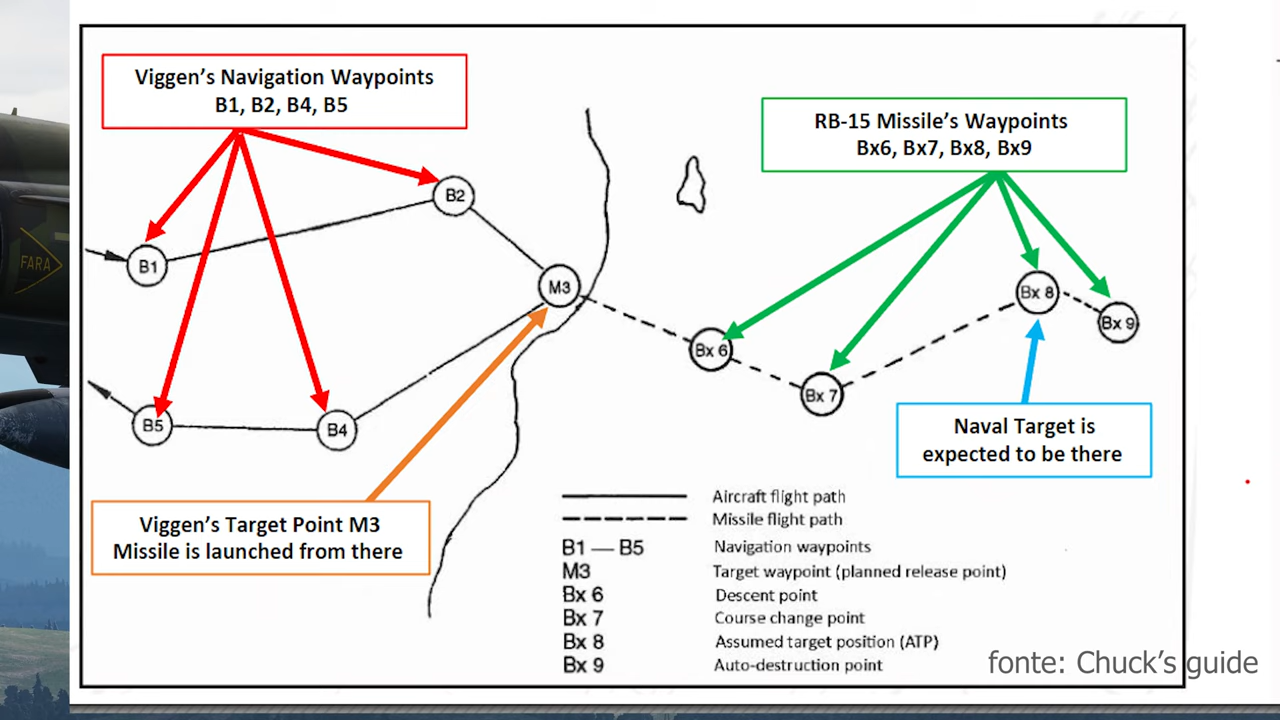 Viggen's Navigation Waypoints
B1, B2, B4, B5
RB-15 Missile's Waypoints
Bx6, Bx7, Bx8, Bx9
B2
B1
FARA
M3
Bx 8
Bx 9
Bx 6
Bx 7
B5
B4
Naval Target is
expected to be there
Viggen's Target Point M3
Missile is launched from there
Aircraft flight path
Missile flight path
B1 — B5 Navigation waypoints
M3 Target waypoint (planned release point)
Bx 6 Descent point
Bx 7 Course change point
Bx 8 Assumed target position (ATP)
Bx 9 Auto-destruction point
fonte: Chuck's guide